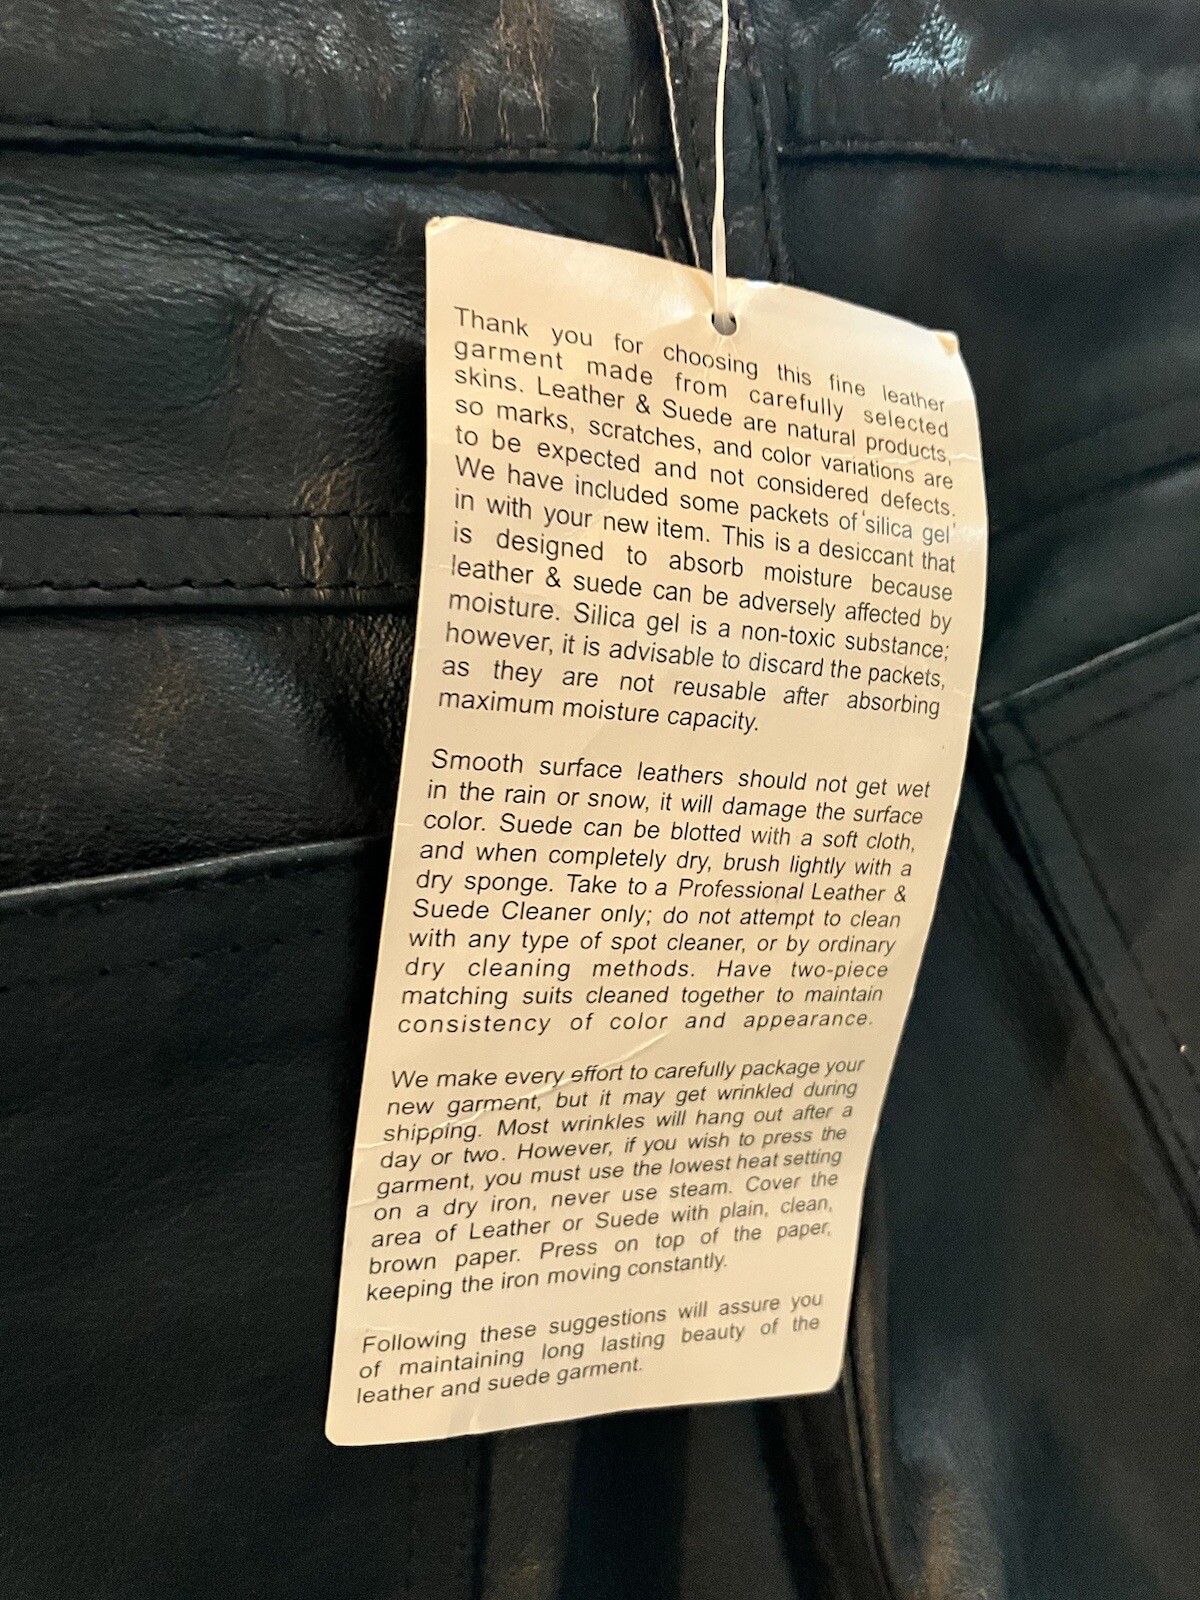 Thank you for choosing this fine leather
garment made from carefully selected
skins. Leather & Suede are natural products,
so marks, scratches, and color variations are
to be expected and not considered defects.
We have included some packets of 'silica gel'
in with your new item. This is a desiccant that
is designed to absorb moisture because
leather & suede can be adversely affected by
moisture. Silica gel is a non-toxic substance;
however, it is advisable to discard the packets,
as they are not reusable after absorbing
maximum moisture capacity.
Smooth surface leathers should not get wet
in the rain or snow, it will damage the surface
color. Suede can be blotted with a soft cloth,
and when completely dry, brush lightly with a
dry sponge. Take to a Professional Leather &
Suede Cleaner only; do not attempt to clean
with any type of spot cleaner, or by ordinary
dry cleaning methods. Have two-piece
matching suits cleaned together to maintain
consistency of color and appearance.
We make every effort to carefully package your
new garment, but it may get wrinkled during
shipping. Most wrinkles will hang out after a
day or two. However, if you wish to press the
garment, you must use the lowest heat setting
on a dry iron, never use steam. Cover the
area of Leather or Suede with plain, clean,
brown paper. Press on top of the paper,
keeping the iron moving constantly.
Following these suggestions will assure you
of maintaining long lasting beauty of the
leather and suede garment.